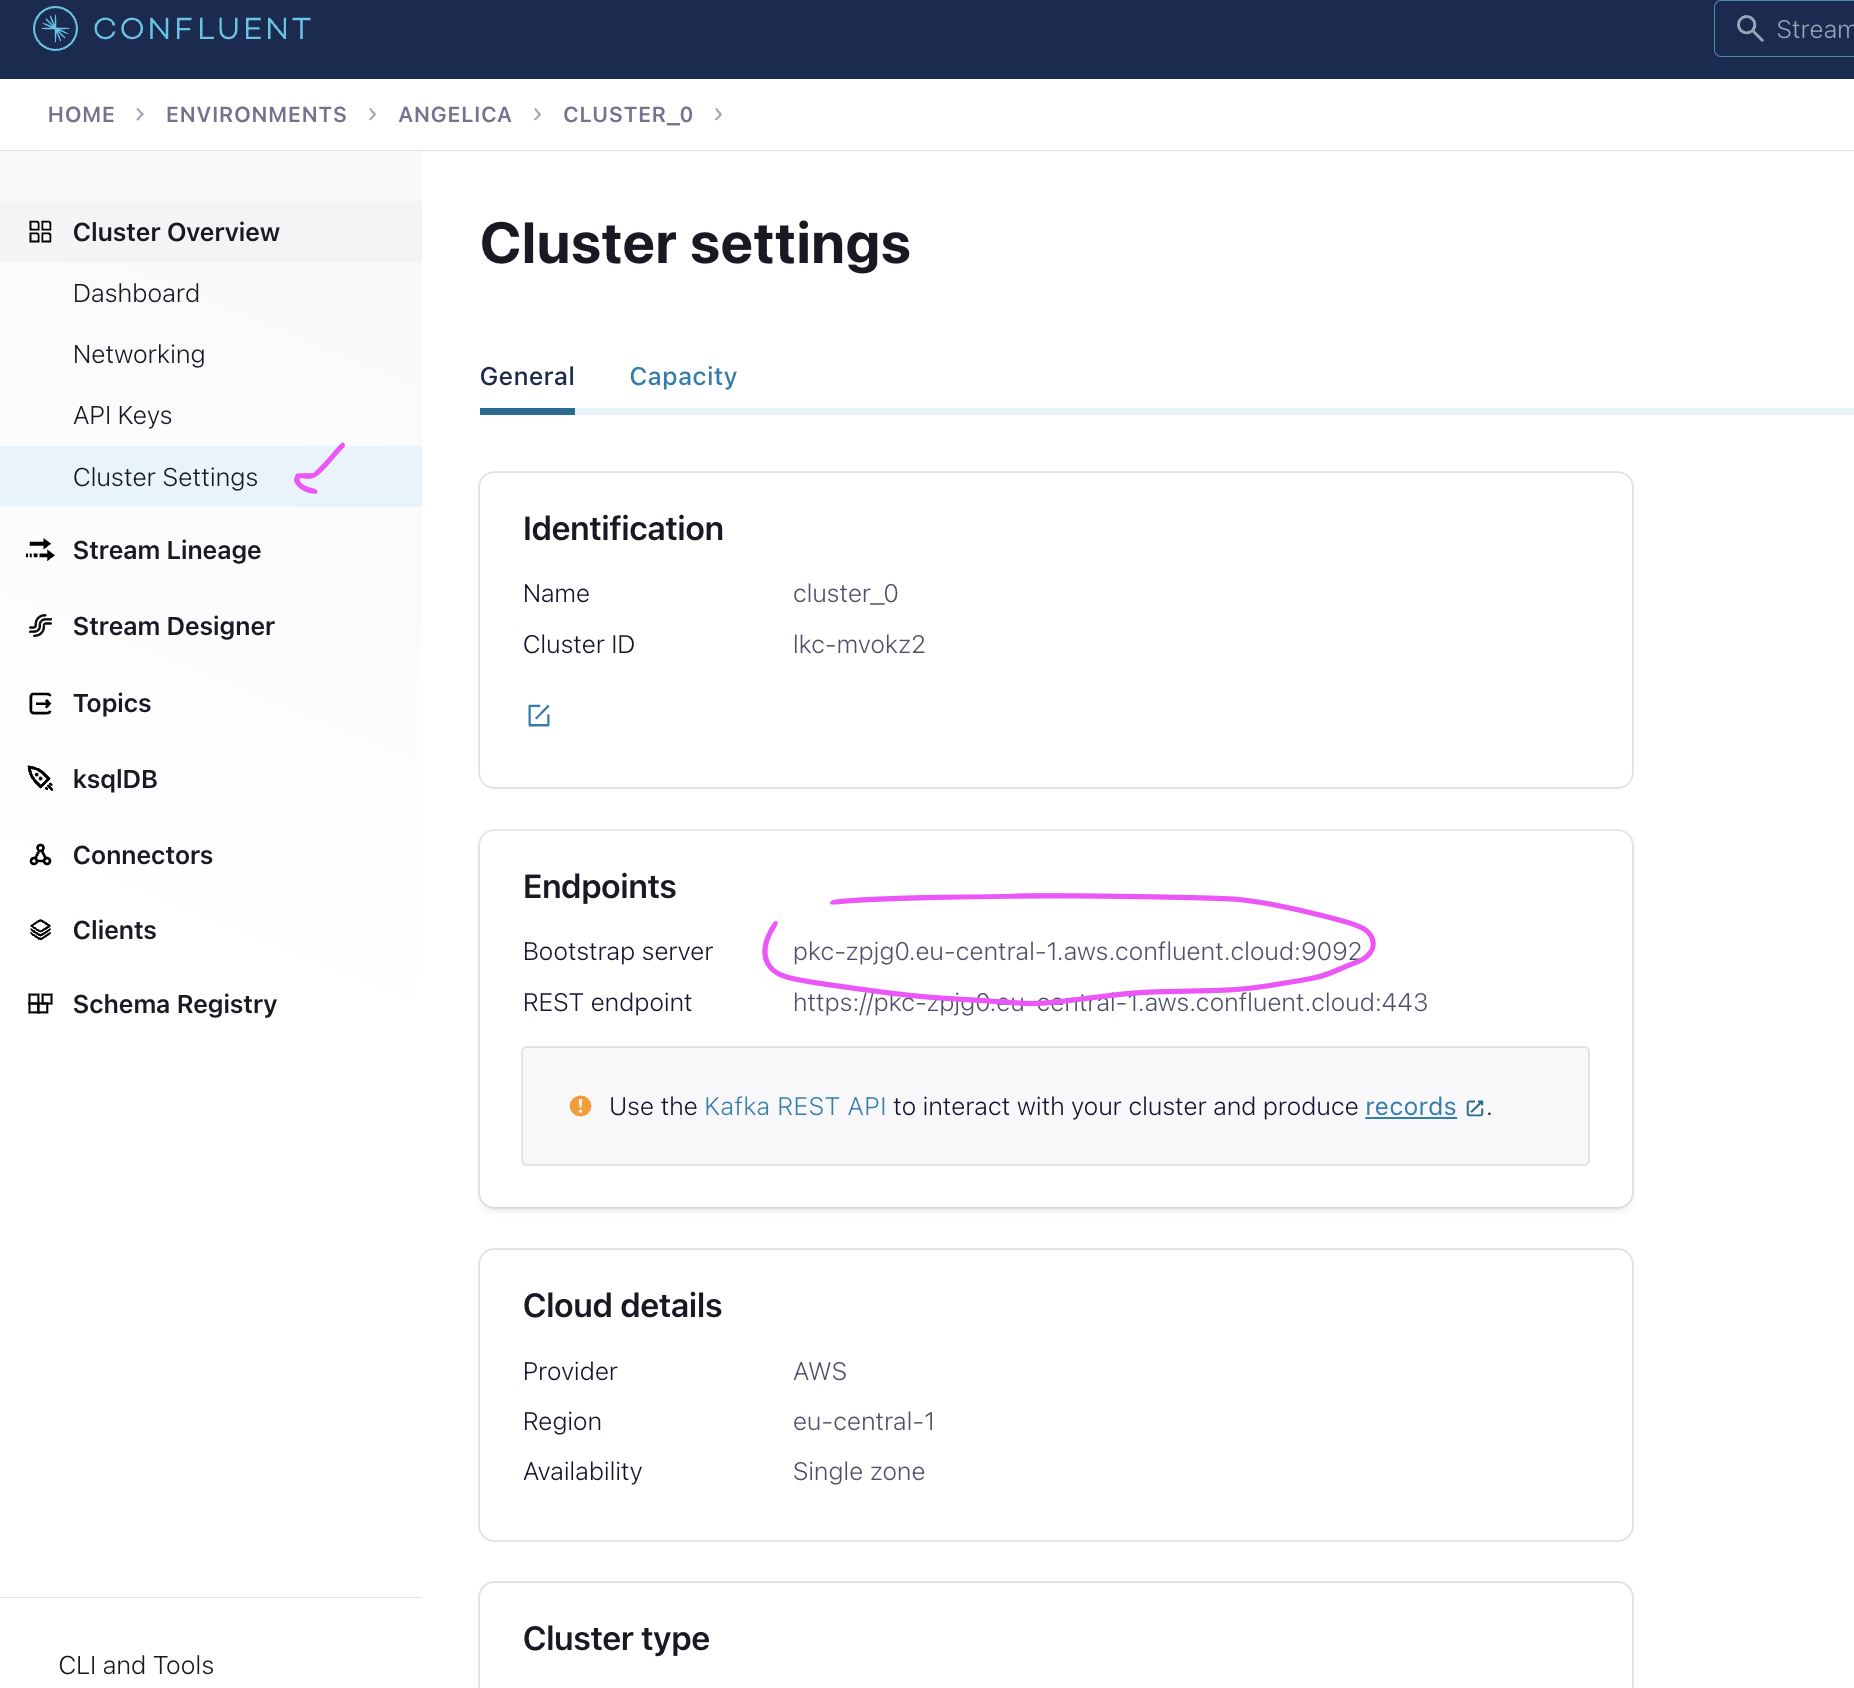 CONFLUENT
Stream
HOME > ENVIRONMENTS > ANGELICA > CLUSTER_0 >
Cluster Overview
Dashboard
Networking
API Keys
Cluster Settings
Stream Lineage
Stream Designer
Topics
ksqlDB
Connectors
Clients
Schema Registry
CLI and Tools
Cluster settings
General Capacity
Identification
Name cluster_0
Cluster ID lkc-mvokz2
Endpoints
Bootstrap server pkc-zpjg0.eu-central-1.aws.confluent.cloud:9092
REST endpoint https://pkc-zpjg0.eu-central-1.aws.confluent.cloud:443
Use the Kafka REST API to interact with your cluster and produce records.
Cloud details
Provider AWS
Region eu-central-1
Availability Single zone
Cluster type